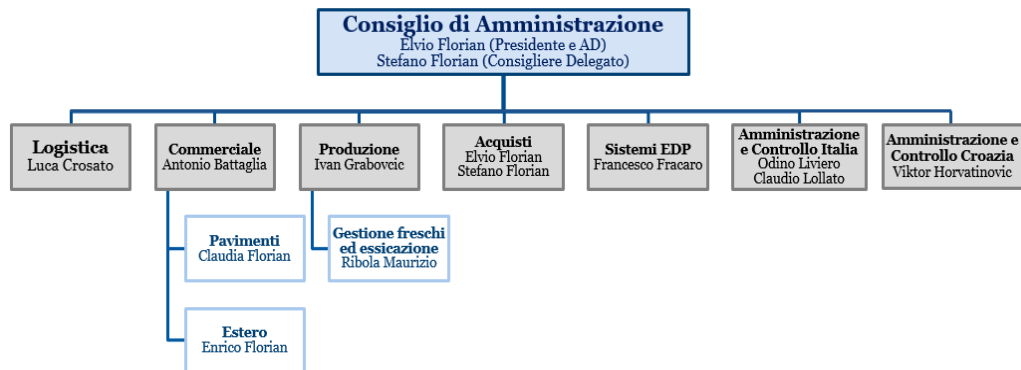 Consiglio di Amministrazione
Elvio Florian (Presidente e AD)
Stefano Florian (Consigliere Delegato)
Logistica
Luca Crosato
Commerciale
Antonio Battaglia
Produzione
Ivan Grabovcic
Acquisti
Elvio Florian
Stefano Florian
Sistemi EDP
Francesco Fracaro
Amministrazione
e Controllo Italia
Odino Liviero
Claudio Lollato
Amministrazione e
Controllo Croazia
Viktor Horvatinovic
Pavimenti
Claudia Florian
Gestione freschi
ed essicazione
Ribola Maurizio
Estero
Enrico Florian